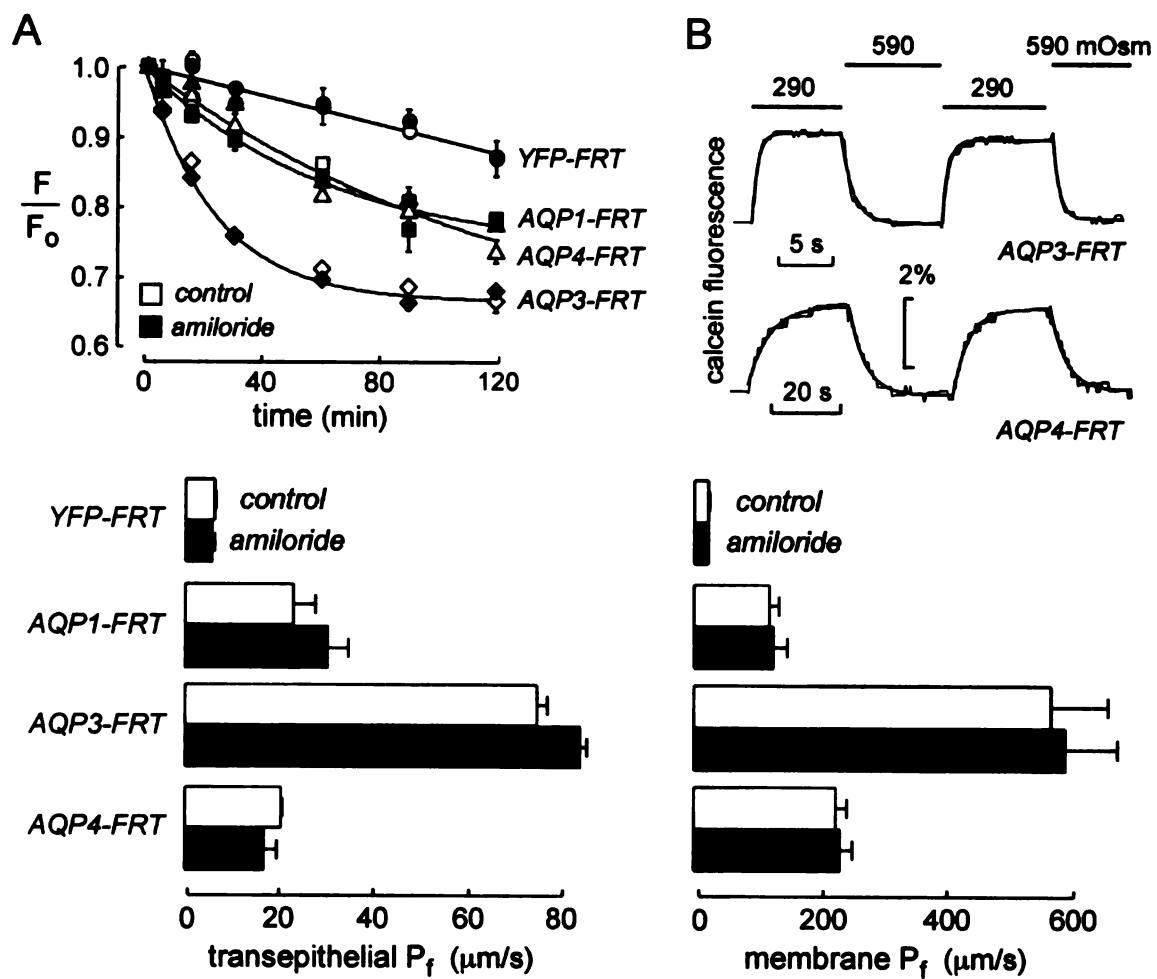 A
F
F₀
1.0
0.9
0.8
0.7
0.6
YFP-FRT
AQP1-FRT
AQP4-FRT
AQP3-FRT
control
amiloride
0 40 80 120
time (min)
B
590 590 mOsm
290 290
calcein fluorescence
5 s
AQP3-FRT
2%
20 s
AQP4-FRT
YFP-FRT
control
amiloride
AQP1-FRT
AQP3-FRT
AQP4-FRT
0 20 40 60 80
transepithelial Pf (μm/s)
control
amiloride
0 200 400 600
membrane Pf (μm/s)